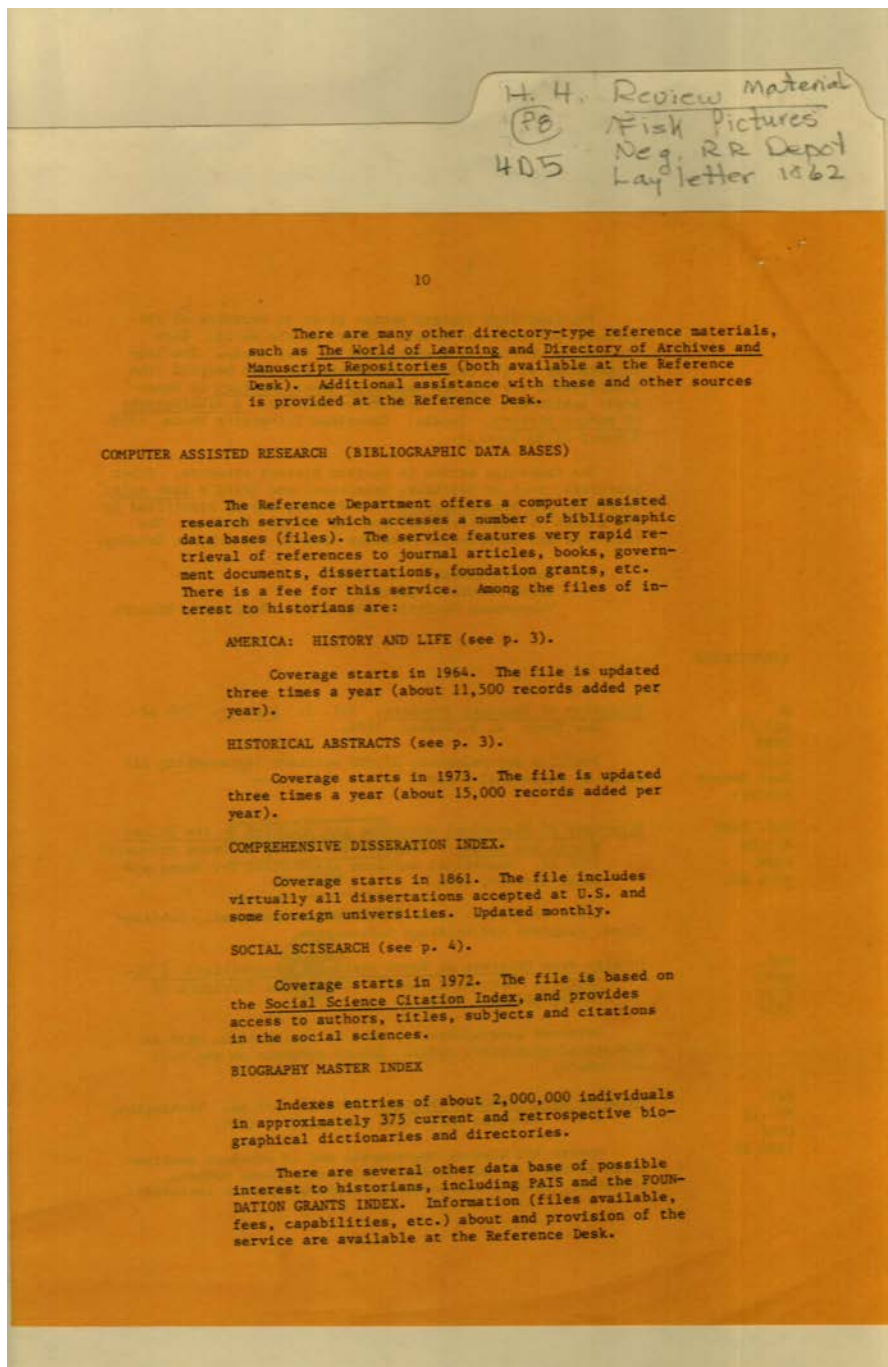 H. H. Review Material
P8 Fisk Pictures
Neg. RR Depot
4D5 Lay letter 1862
10
There are many other directory-type reference materials,
such as The World of Learning and Directory of Archives and
Manuscript Repositories (both available at the Reference
Desk). Additional assistance with these and other sources
is provided at the Reference Desk.
COMPUTER ASSISTED RESEARCH (BIBLIOGRAPHIC DATA BASES)
The Reference Department offers a computer assisted
research service which accesses a number of bibliographic
data bases (files). The service features very rapid re-
trieval of references to journal articles, books, govern-
ment documents, dissertations, foundation grants, etc.
There is a fee for this service. Among the files of in-
terest to historians are:
AMERICA: HISTORY AND LIFE (see p. 3).
Coverage starts in 1964. The file is updated
three times a year (about 11,500 records added per
year).
HISTORICAL ABSTRACTS (see p. 3).
Coverage starts in 1973. The file is updated
three times a year (about 15,000 records added per
year).
COMPREHENSIVE DISSERATION INDEX.
Coverage starts in 1861. The file includes
virtually all dissertations accepted at U.S. and
some foreign universities. Updated monthly.
SOCIAL SCISEARCH (see p. 4).
Coverage starts in 1972. The file is based on
the Social Science Citation Index, and provides
access to authors, titles, subjects and citations
in the social sciences.
BIOGRAPHY MASTER INDEX
Indexes entries of about 2,000,000 individuals
in approximately 375 current and retrospective bio-
graphical dictionaries and directories.
There are several other data base of possible
interest to historians, including PAIS and the FOUN-
DATION GRANTS INDEX. Information (files available,
fees, capabilities, etc.) about and provision of the
service are available at the Reference Desk.